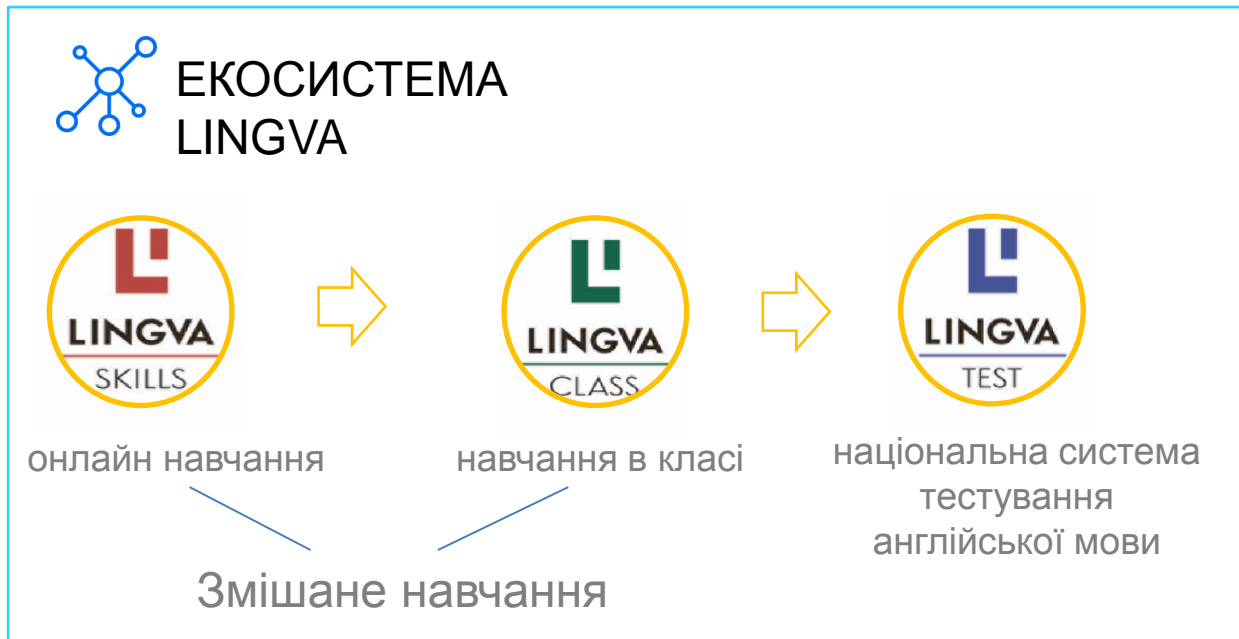 ЕКОСИСТЕМА
LINGVA
LINGVA
SKILLS
LINGVA
CLASS
LINGVA
TEST
онлайн навчання
навчання в класі
національна система
тестування
англійської мови
Змішане навчання